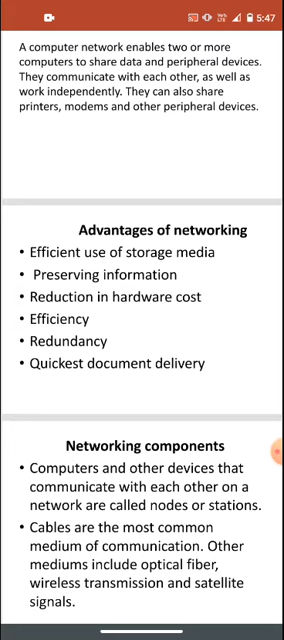 5:47
A computer network enables two or more
computers to share data and peripheral devices.
They communicate with each other, as well as
work independently. They can also share
printers, modems and other peripheral devices.
Advantages of networking
• Efficient use of storage media
• Preserving information
• Reduction in hardware cost
• Efficiency
• Redundancy
• Quickest document delivery
Networking components
• Computers and other devices that
communicate with each other on a
network are called nodes or stations.
• Cables are the most common
medium of communication. Other
mediums include optical fiber,
wireless transmission and satellite
signals.